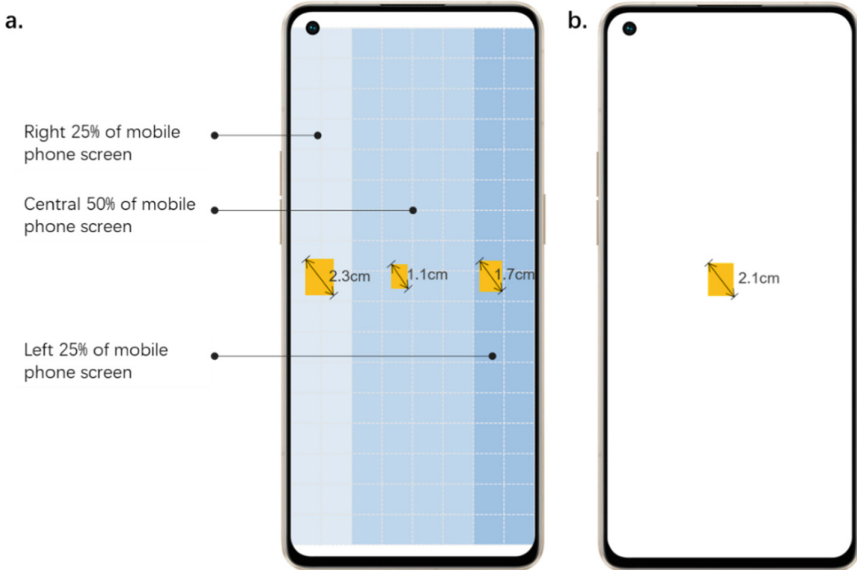 a.
b.
Right 25% of mobile
phone screen
Central 50% of mobile
phone screen
2.3cm
1.1cm
1.7cm
2.1cm
Left 25% of mobile
phone screen